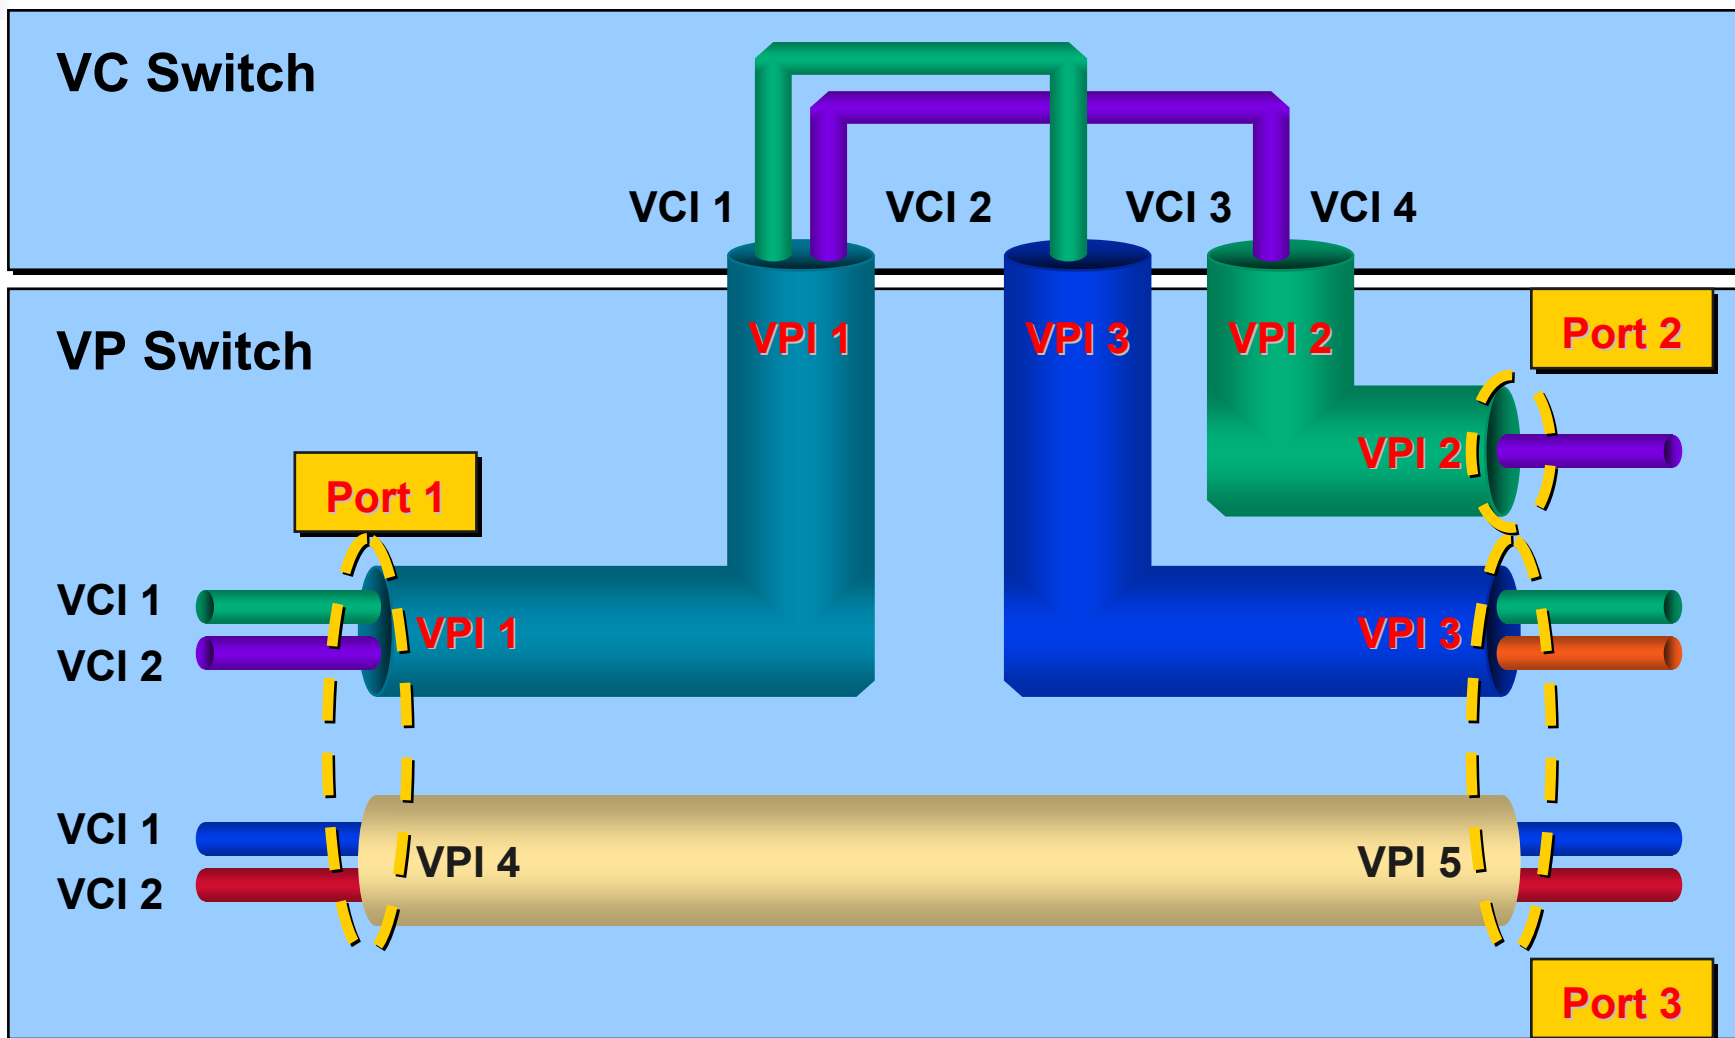 VC Switch
VCI 1
VCI 2
VCI 3
VCI 4
VP Switch
VPI 1
VPI 3
VPI 2
Port 2
VPI 2
Port 1
VCI 1
VCI 2
VPI 1
VPI 3
VCI 1
VCI 2
VPI 4
VPI 5
Port 3